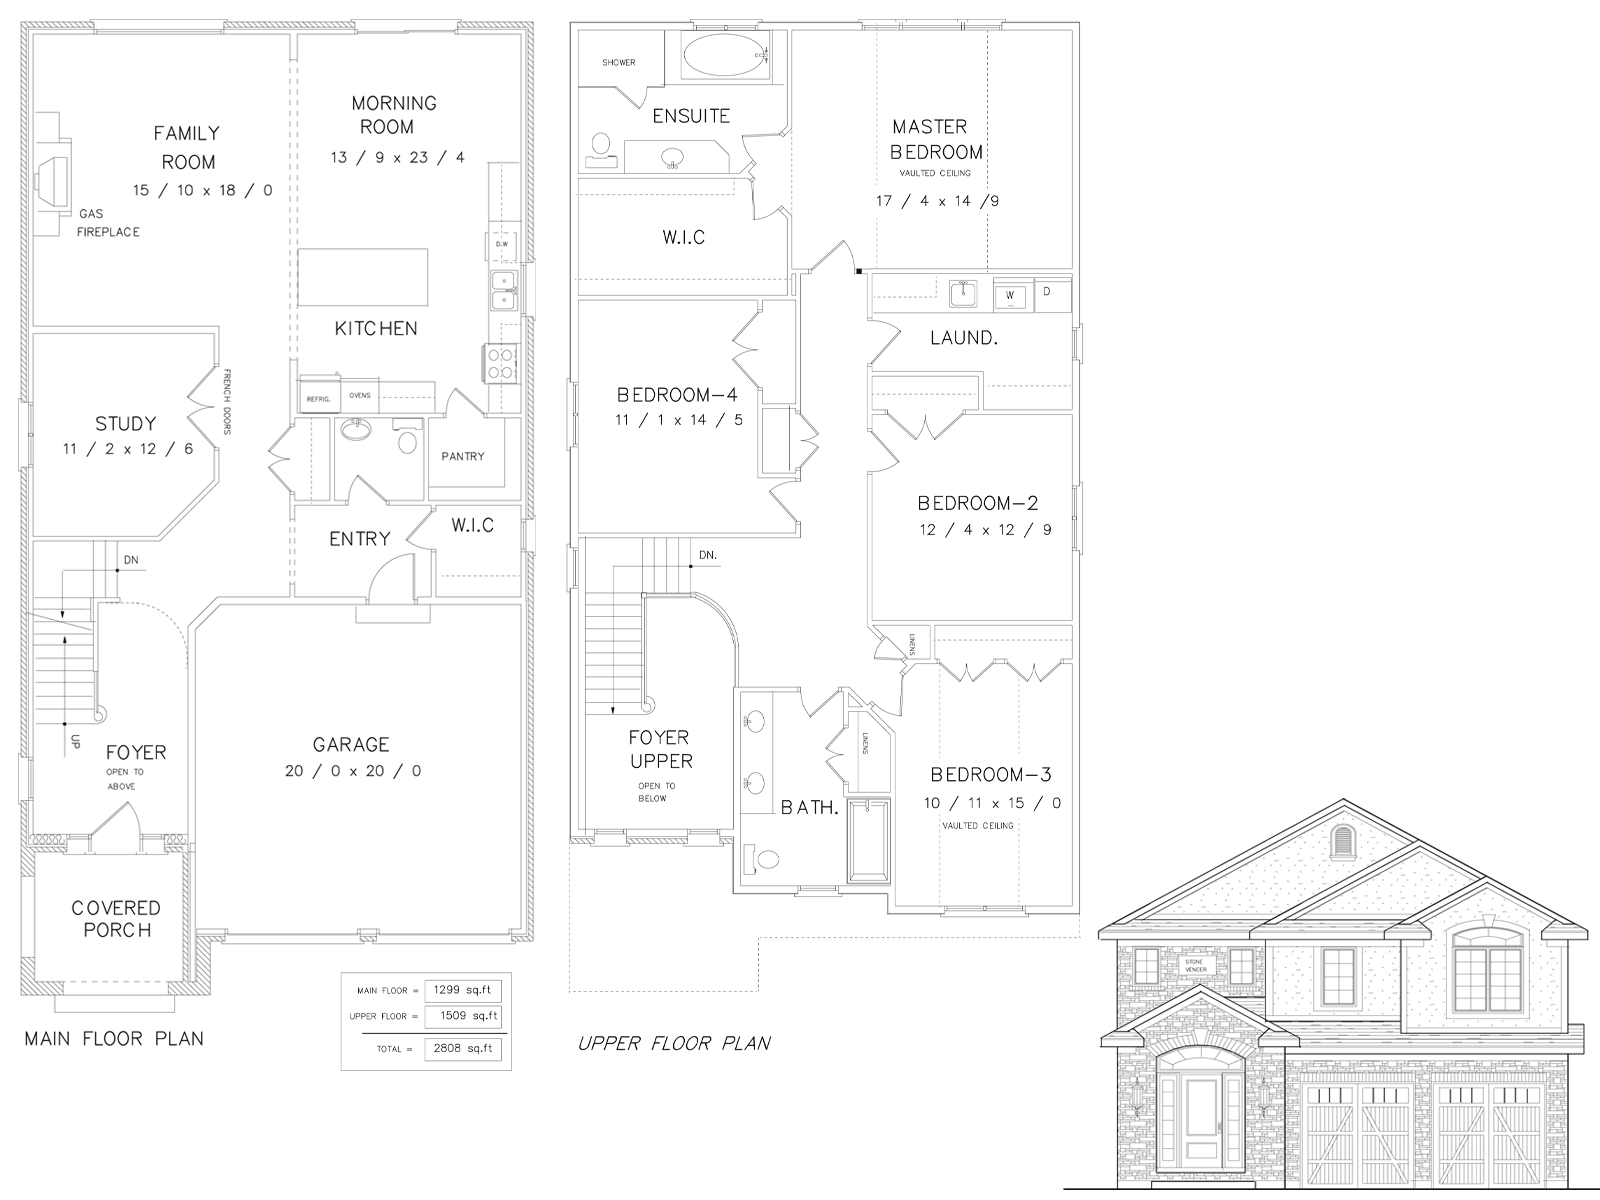 FAMILY
ROOM
15 / 10 x 18 / 0
GAS
FIREPLACE
MORNING
ROOM
13 / 9 x 23 / 4
D.W
KITCHEN
REFRIG.
OVENS
STUDY
11 / 2 x 12 / 6
FRENCH DOORS
PANTRY
ENTRY
W.I.C
DN
UP
FOYER
OPEN TO
ABOVE
GARAGE
20 / 0 x 20 / 0
COVERED
PORCH
MAIN FLOOR PLAN
MAIN FLOOR = 1299 sq.ft
UPPER FLOOR = 1509 sq.ft
TOTAL = 2808 sq.ft
SHOWER
ENSUITE
MASTER
BEDROOM
VAULTED CEILING
17 / 4 x 14 /9
W.I.C
W
D
LAUND.
BEDROOM-4
11 / 1 x 14 / 5
BEDROOM-2
12 / 4 x 12 / 9
DN.
LINENS
FOYER
UPPER
OPEN TO
BELOW
LINENS
BATH.
BEDROOM-3
10 / 11 x 15 / 0
VAULTED CEILING
UPPER FLOOR PLAN
STONE
VENEER